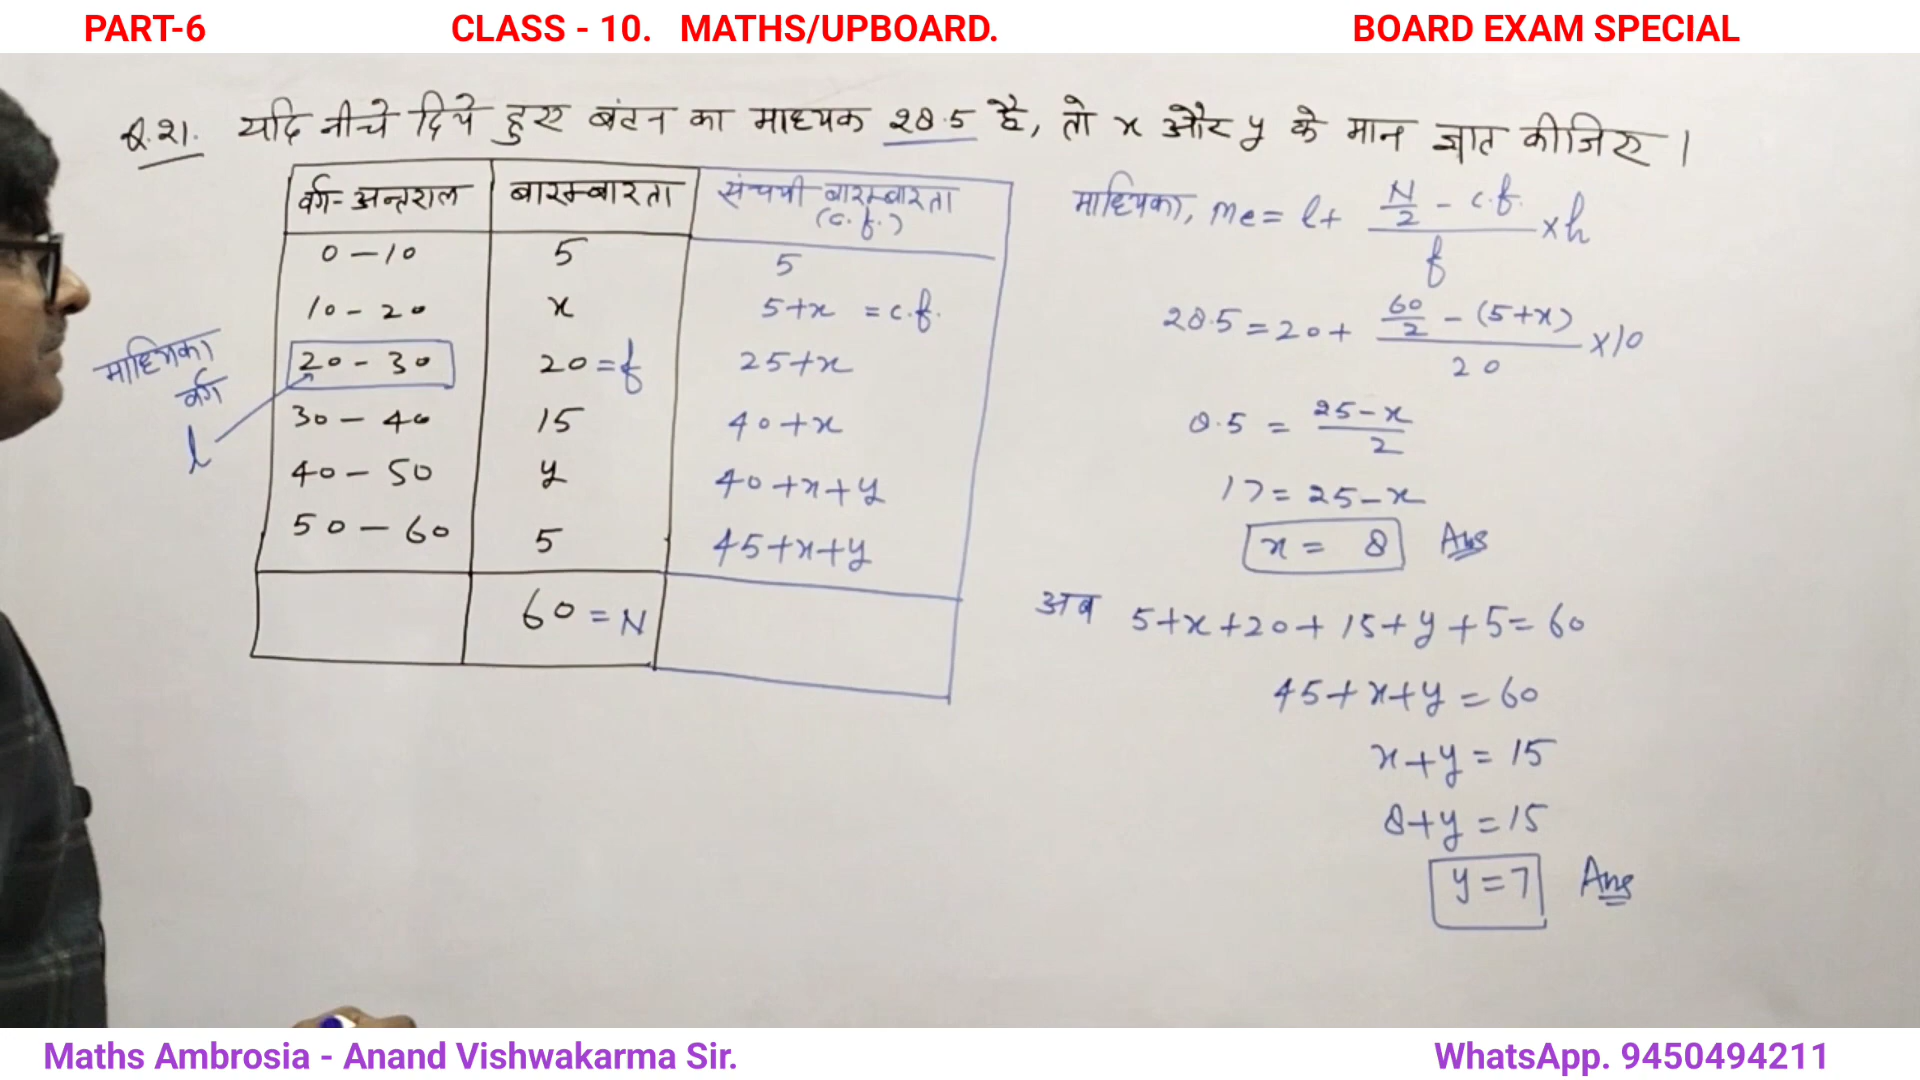 PART-6 CLASS - 10. MATHS/UPBOARD. BOARD EXAM SPECIAL
Q.21. यदि नीचे दिये हुए बंटन का माध्यक 28.5 है, तो x और y के मान ज्ञात कीजिए।
वर्ग-अन्तराल बारम्बारता संचयी बारम्बारता (c.f.)
0-10 5 5
10-20 x 5+x = c.f.
20-30 20=f 25+x
30-40 15 40+x
40-50 y 40+x+y
50-60 5 45+x+y
60=N
माध्यिका
वर्ग
l
माध्यिका, Me = l + (N/2 - c.f.)/f × h
28.5 = 20 + (60/2 - (5+x))/20 × 10
8.5 = (25-x)/2
17 = 25-x
x = 8 Ans
अब 5+x+20+15+y+5=60
45+x+y=60
x+y=15
8+y=15
y=7 Ans
Maths Ambrosia - Anand Vishwakarma Sir. WhatsApp. 9450494211